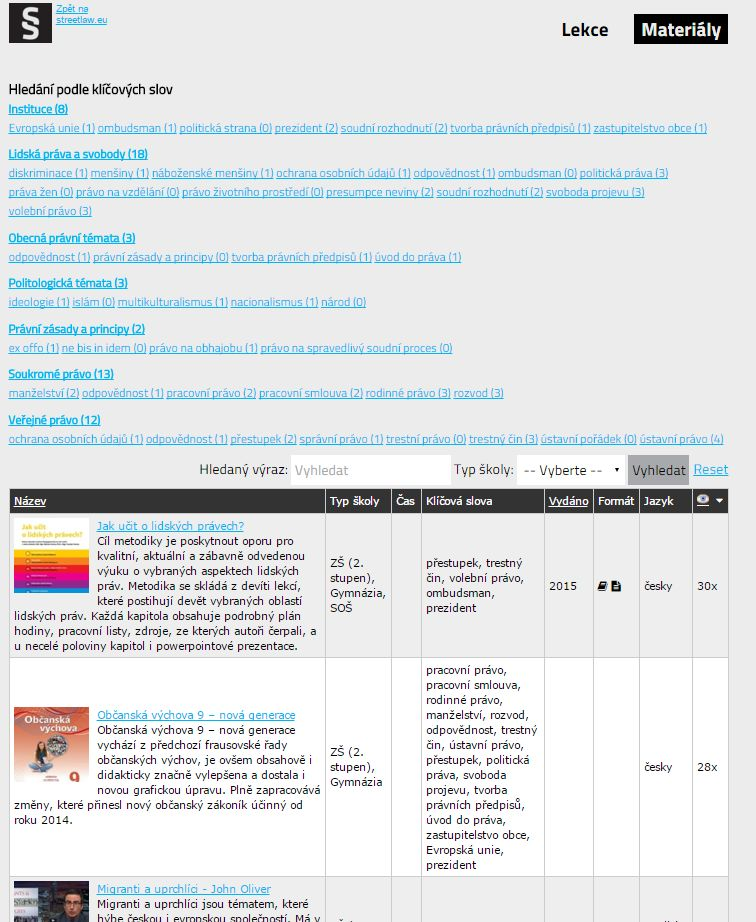 §
Zpět na
streetlaw.eu
Lekce
Materiály
Hledání podle klíčových slov
Instituce (8)
Evropská unie (1) ombudsman (1) politická strana (0) prezident (2) soudní rozhodnutí (2) tvorba právních předpisů (1) zastupitelstvo obce (1)
Lidská práva a svobody (18)
diskriminace (1) menšiny (1) náboženské menšiny (1) ochrana osobních údajů (1) odpovědnost (1) ombudsman (0) politická práva (3)
práva žen (0) právo na vzdělání (0) právo životního prostředí (0) presumpce neviny (2) soudní rozhodnutí (2) svoboda projevu (3)
volební právo (3)
Obecná právní témata (3)
odpovědnost (1) právní zásady a principy (0) tvorba právních předpisů (1) úvod do práva (1)
Politologická témata (3)
ideologie (1) islám (0) multikulturalismus (1) nacionalismus (1) národ (0)
Právní zásady a principy (2)
ex offo (1) ne bis in idem (0) právo na obhajobu (1) právo na spravedlivý soudní proces (0)
Soukromé právo (13)
manželství (2) odpovědnost (1) pracovní právo (2) pracovní smlouva (2) rodinné právo (3) rozvod (3)
Veřejné právo (12)
ochrana osobních údajů (1) odpovědnost (1) přestupek (2) správní právo (1) trestní právo (0) trestný čin (3) ústavní pořádek (0) ústavní právo (4)
Hledaný výraz: Vyhledat Typ školy: -- Vyberte -- Vyhledat Reset
Název Typ školy Čas Klíčová slova Vydáno Formát Jazyk
Jak učit
o lidských právech?
Jak učit o lidských právech?
Cíl metodiky je poskytnout oporu pro
kvalitní, aktuální a zábavně odvedenou
výuku o vybraných aspektech lidských
práv. Metodika se skládá z devíti lekcí,
které postihují devět vybraných oblastí
lidských práv. Každá kapitola obsahuje podrobný plán
hodiny, pracovní listy, zdroje, ze kterých autoři čerpali, a
u necelé poloviny kapitol i powerpointové prezentace.
ZŠ (2.
stupen),
Gymnázia,
SOŠ
přestupek, trestný
čin, volební právo,
ombudsman,
prezident
2015
česky
30x
Občanská
výchova
9
Občanská výchova 9 – nová generace
Občanská výchova 9 – nová generace
vychází z předchozí frausovské řady
občanských výchov, je ovšem obsahově i
didakticky značně vylepšena a dostala i
novou grafickou úpravu. Plně zapracovává
změny, které přinesl nový občanský zákoník účinný od
roku 2014.
ZŠ (2.
stupen),
Gymnázia
pracovní právo,
pracovní smlouva,
rodinné právo,
manželství, rozvod,
odpovědnost, trestný
čin, ústavní právo,
přestupek, politická
práva, svoboda
projevu, tvorba
právních předpisů,
úvod do práva,
zastupitelstvo obce,
Evropská unie,
prezident
česky
28x
Migranti a uprchlíci - John Oliver
Migranti a uprchlíci jsou tématem, které
hýbe českou i evropskou společností. Má v